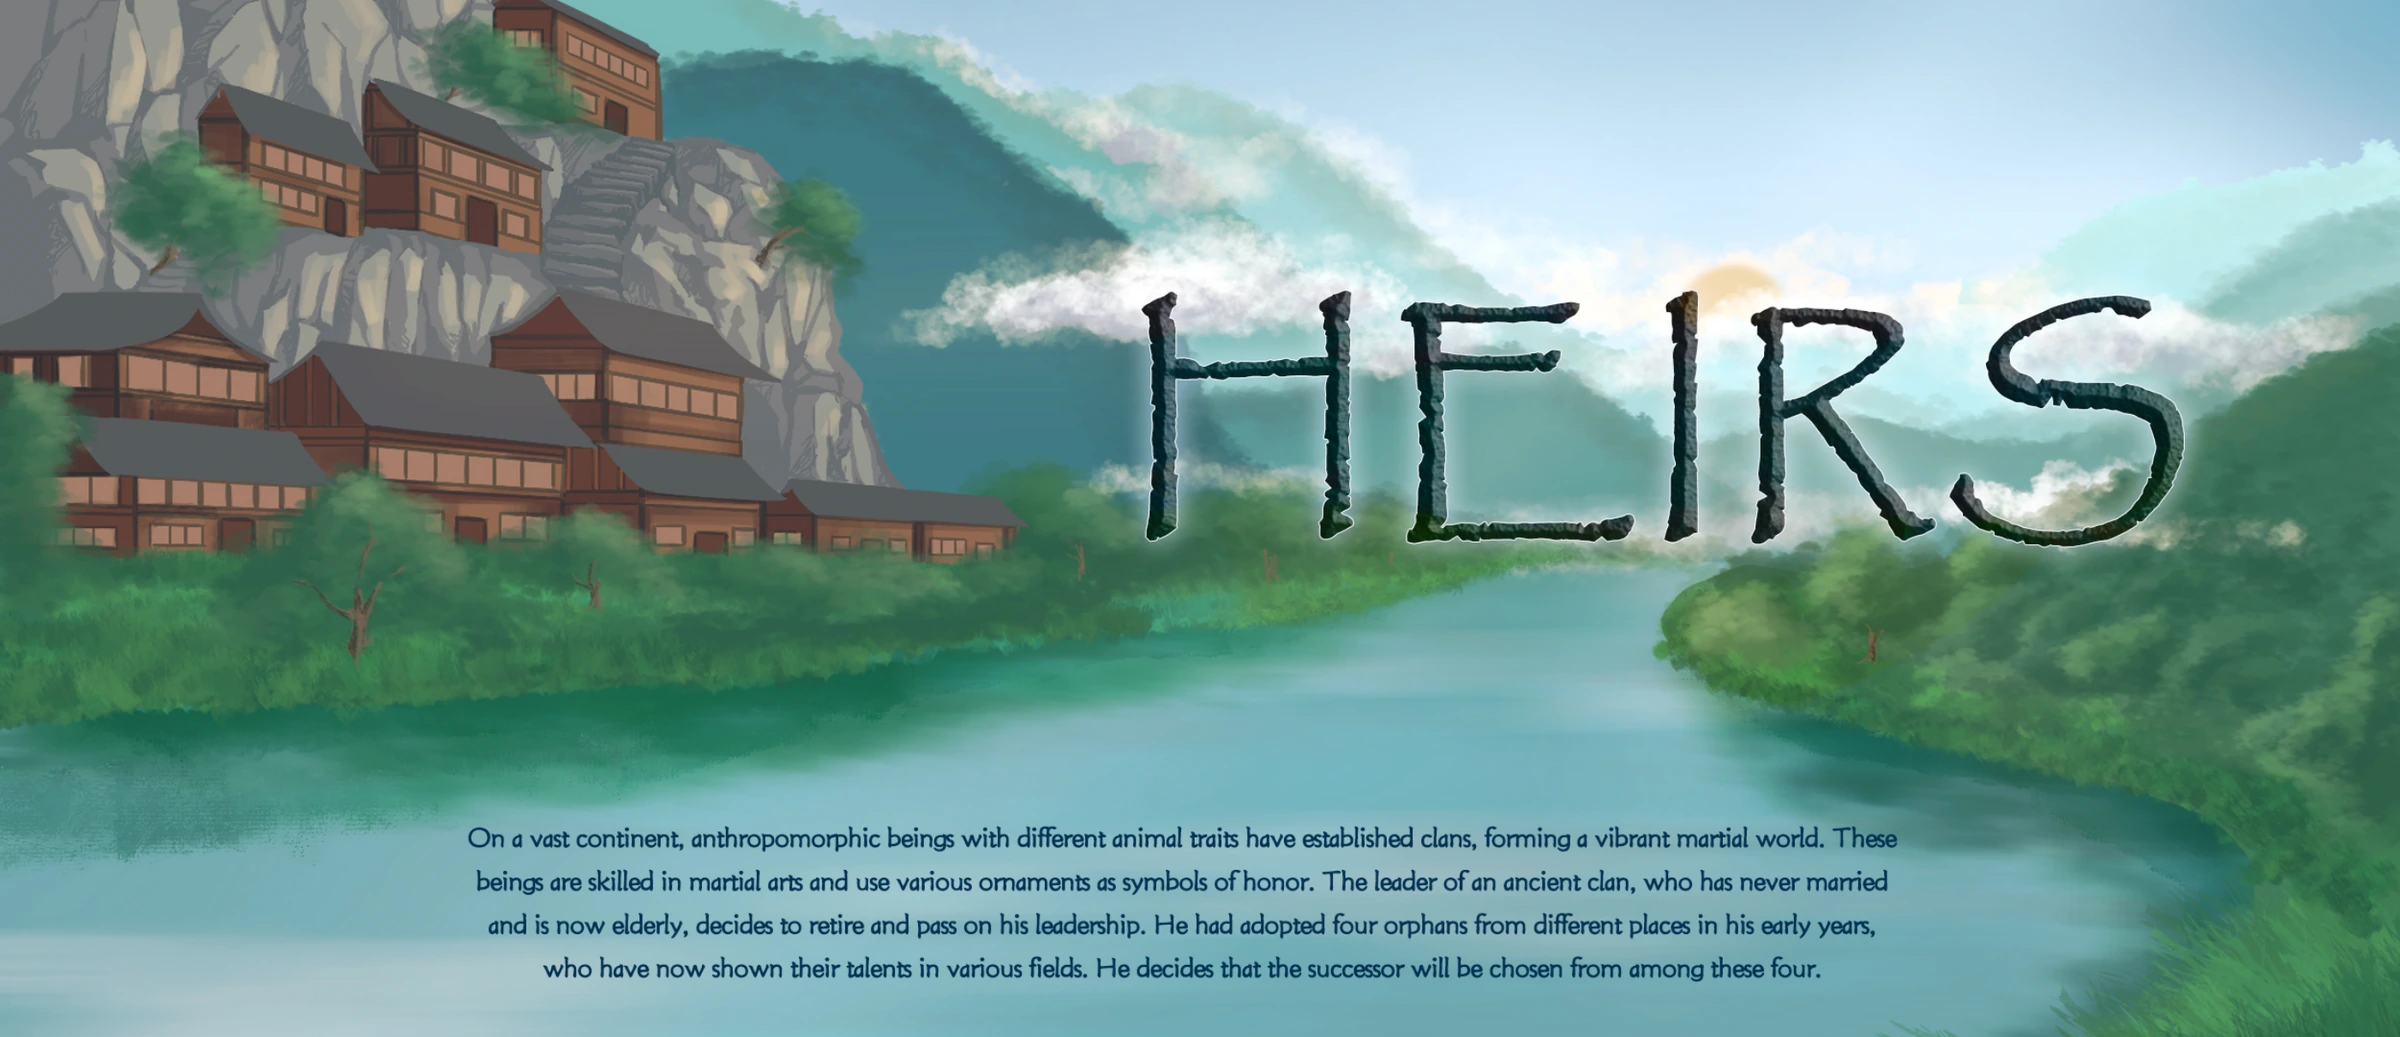 HEIRS
On a vast continent, anthropomorphic beings with different animal traits have established clans, forming a vibrant martial world. These
beings are skilled in martial arts and use various ornaments as symbols of honor. The leader of an ancient clan, who has never married
and is now elderly, decides to retire and pass on his leadership. He had adopted four orphans from different places in his early years,
who have now shown their talents in various fields. He decides that the successor will be chosen from among these four.